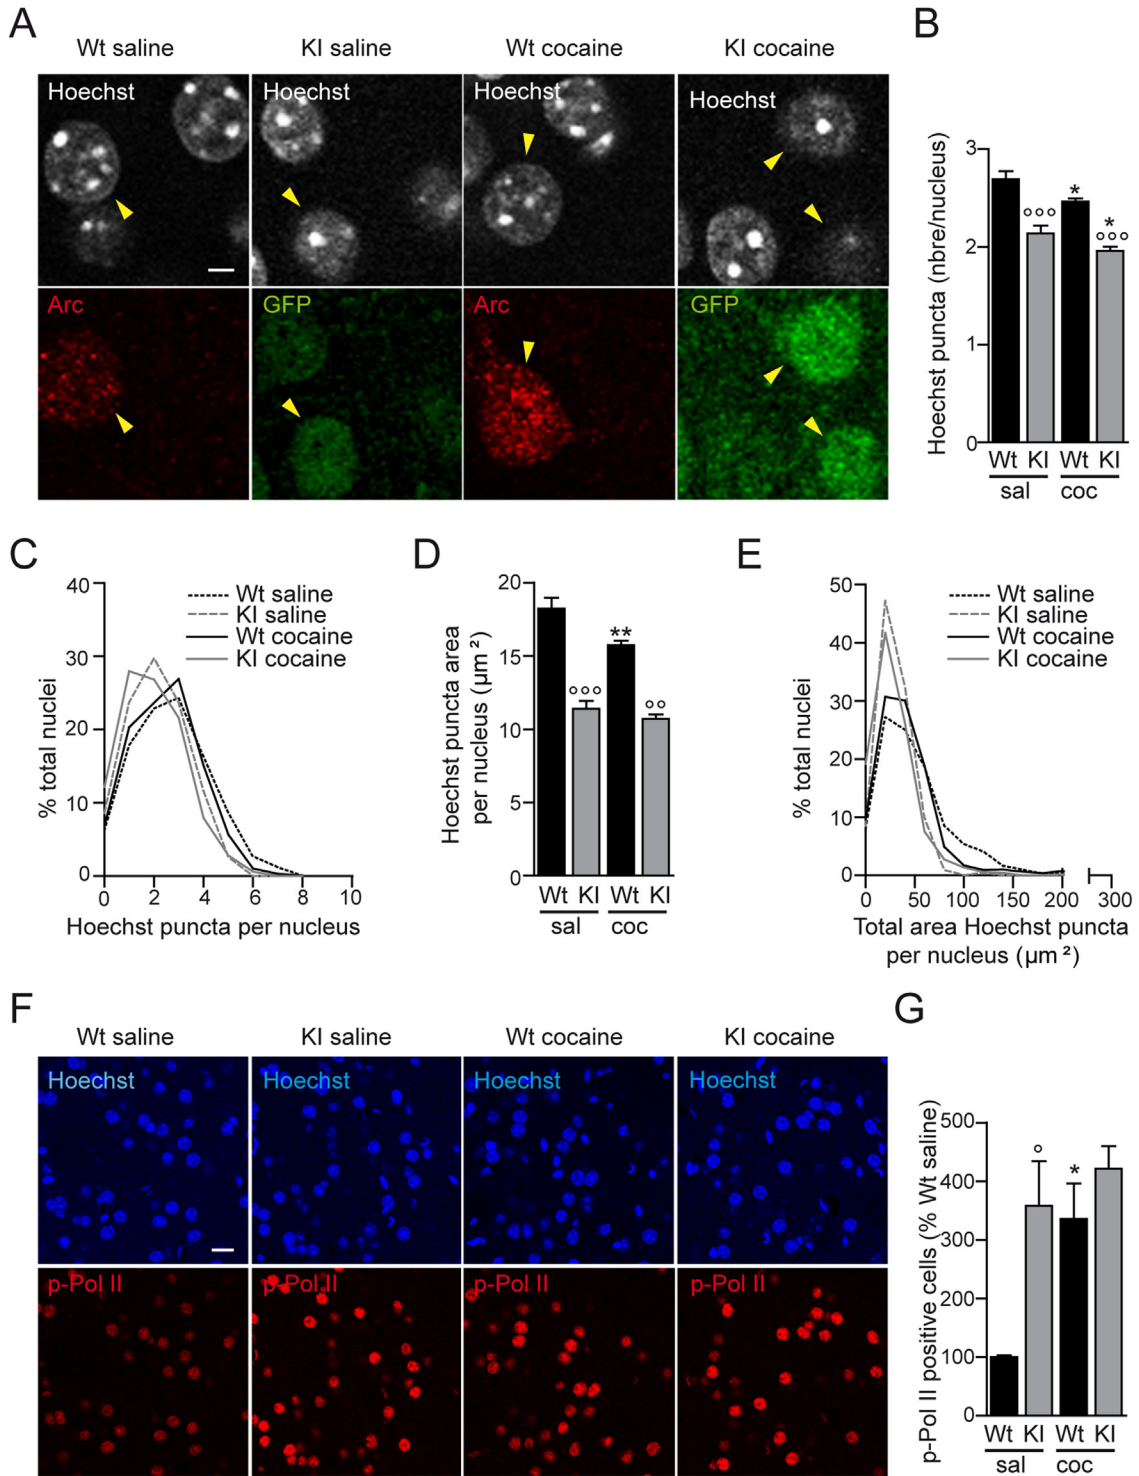 A
Wt saline KI saline Wt cocaine KI cocaine
Hoechst Hoechst Hoechst Hoechst
Arc GFP Arc GFP
B
Hoechst puncta (nbre/nucleus)
3
2
1
0
*
°°°
*
°°°
Wt KI Wt KI
sal coc
C
% total nuclei
40
30
20
10
0
Wt saline
KI saline
Wt cocaine
KI cocaine
0 2 4 6 8 10
Hoechst puncta per nucleus
D
Hoechst puncta area
per nucleus (µm²)
20
15
10
5
0
**
°°°
°°
Wt KI Wt KI
sal coc
E
% total nuclei
50
40
30
20
10
0
Wt saline
KI saline
Wt cocaine
KI cocaine
0 50 100 150 200 300
Total area Hoechst puncta
per nucleus (µm²)
F
Wt saline KI saline Wt cocaine KI cocaine
Hoechst Hoechst Hoechst Hoechst
p-Pol II p-Pol II p-Pol II p-Pol II
G
p-Pol II positive cells (% Wt saline)
500
400
300
200
100
0
°
*
Wt KI Wt KI
sal coc